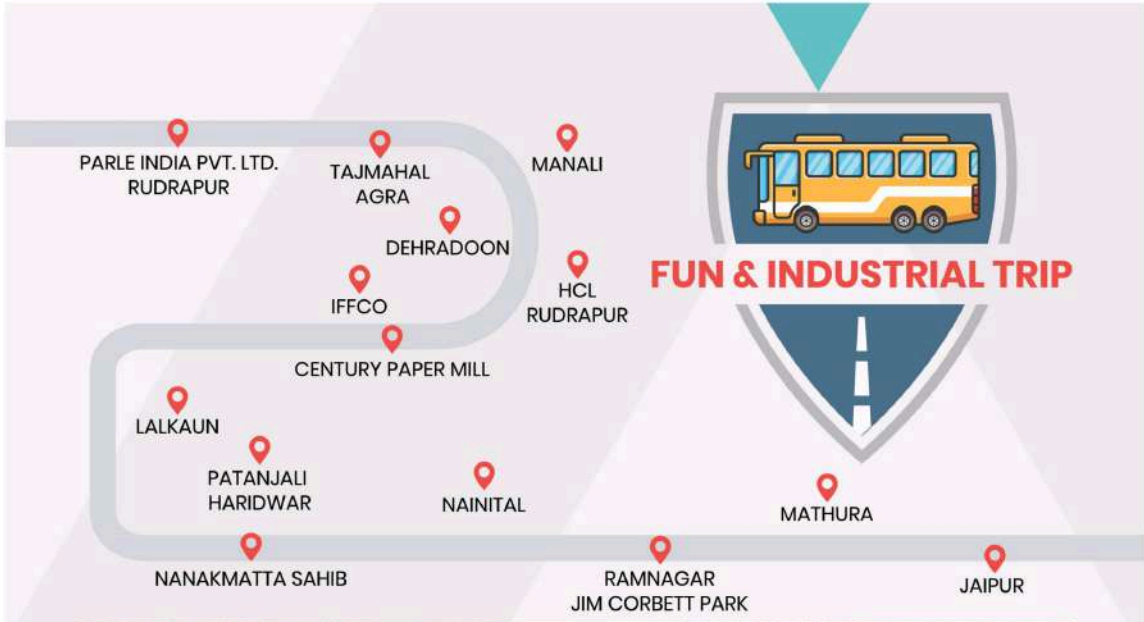 PARLE INDIA PVT. LTD.
RUDRAPUR
TAJMAHAL
AGRA
MANALI
DEHRADOON
IFFCO
HCL
RUDRAPUR
FUN & INDUSTRIAL TRIP
CENTURY PAPER MILL
LALKAUN
PATANJALI
HARIDWAR
NAINITAL
MATHURA
NANAKMATTA SAHIB
RAMNAGAR
JIM CORBETT PARK
JAIPUR